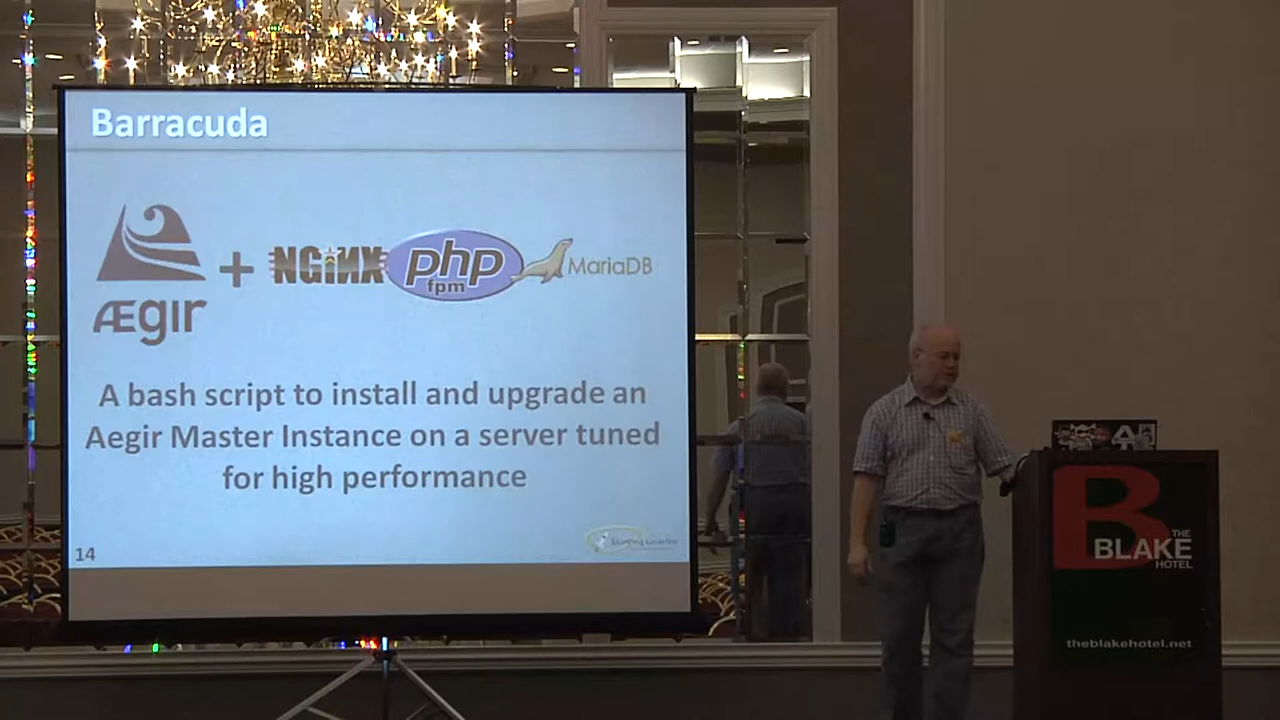 Barracuda
ÆgIr
+
NGiNX
php
fpm
MariaDB
A bash script to install and upgrade an
Aegir Master Instance on a server tuned
for high performance
14
B
THE
BLAKE
HOTEL
theblakehotel.net